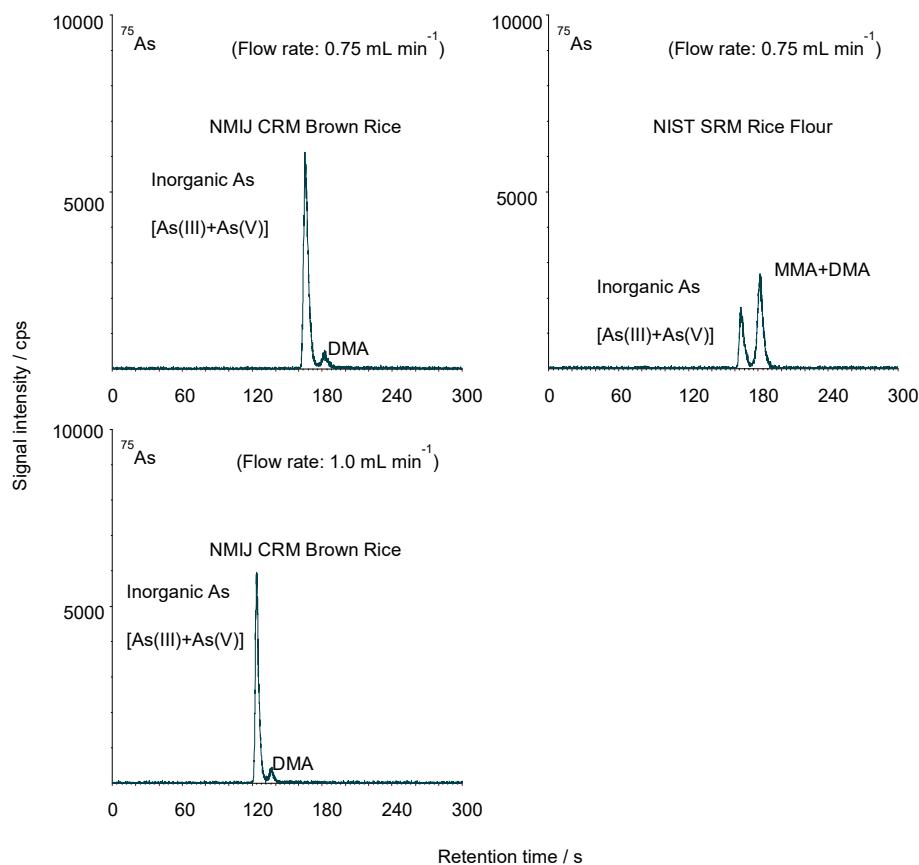 Signal intensity / cps
10000
⁷⁵As
(Flow rate: 0.75 mL min⁻¹)
NMIJ CRM Brown Rice
Inorganic As
5000
[As(III)+As(V)]
DMA
0
0 60 120 180 240 300
10000
⁷⁵As
(Flow rate: 0.75 mL min⁻¹)
NIST SRM Rice Flour
5000
MMA+DMA
Inorganic As
[As(III)+As(V)]
0
0 60 120 180 240 300
10000
⁷⁵As
(Flow rate: 1.0 mL min⁻¹)
NMIJ CRM Brown Rice
Inorganic As
5000
[As(III)+As(V)]
DMA
0
0 60 120 180 240 300
Retention time / s